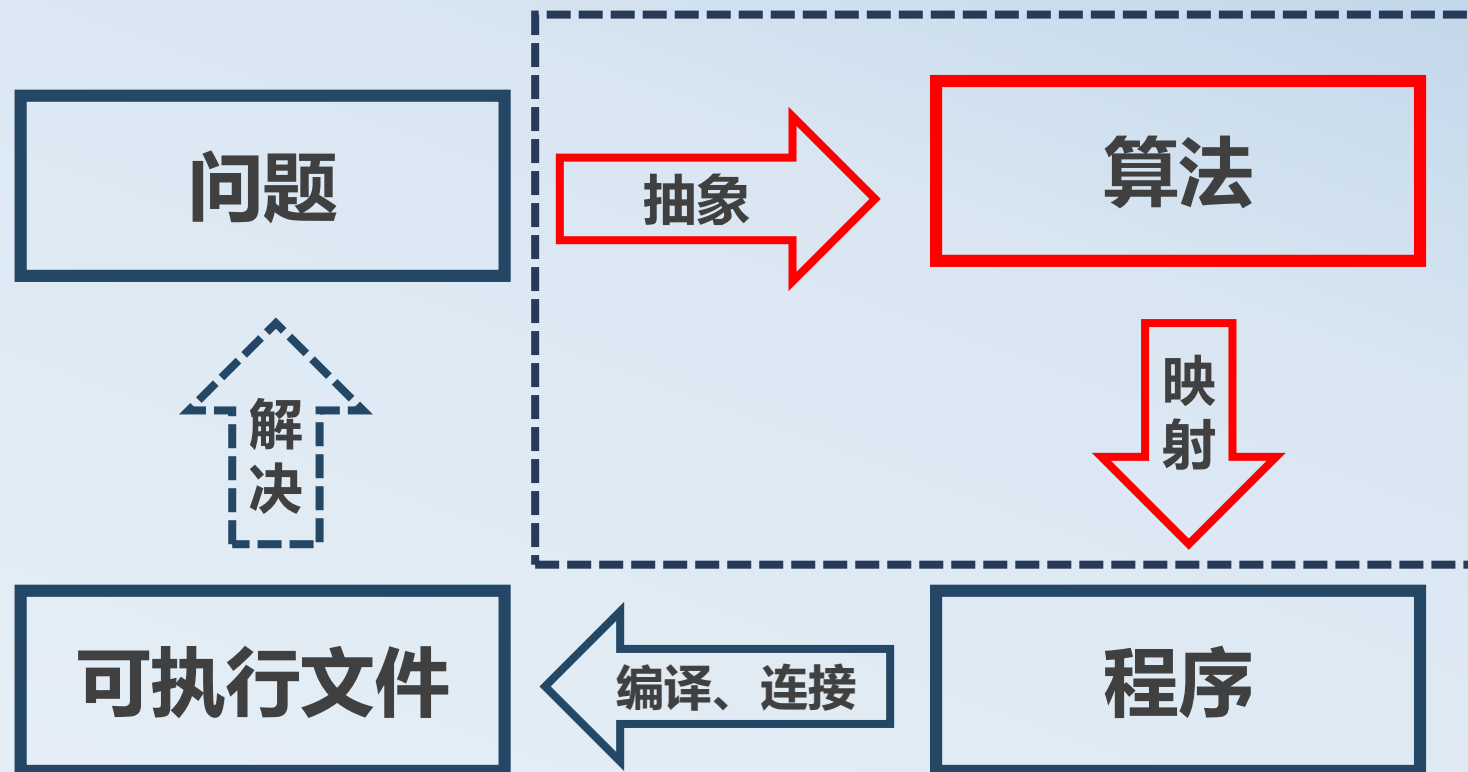 问题
抽象
算法
解
决
映
射
可执行文件
编译、连接
程序